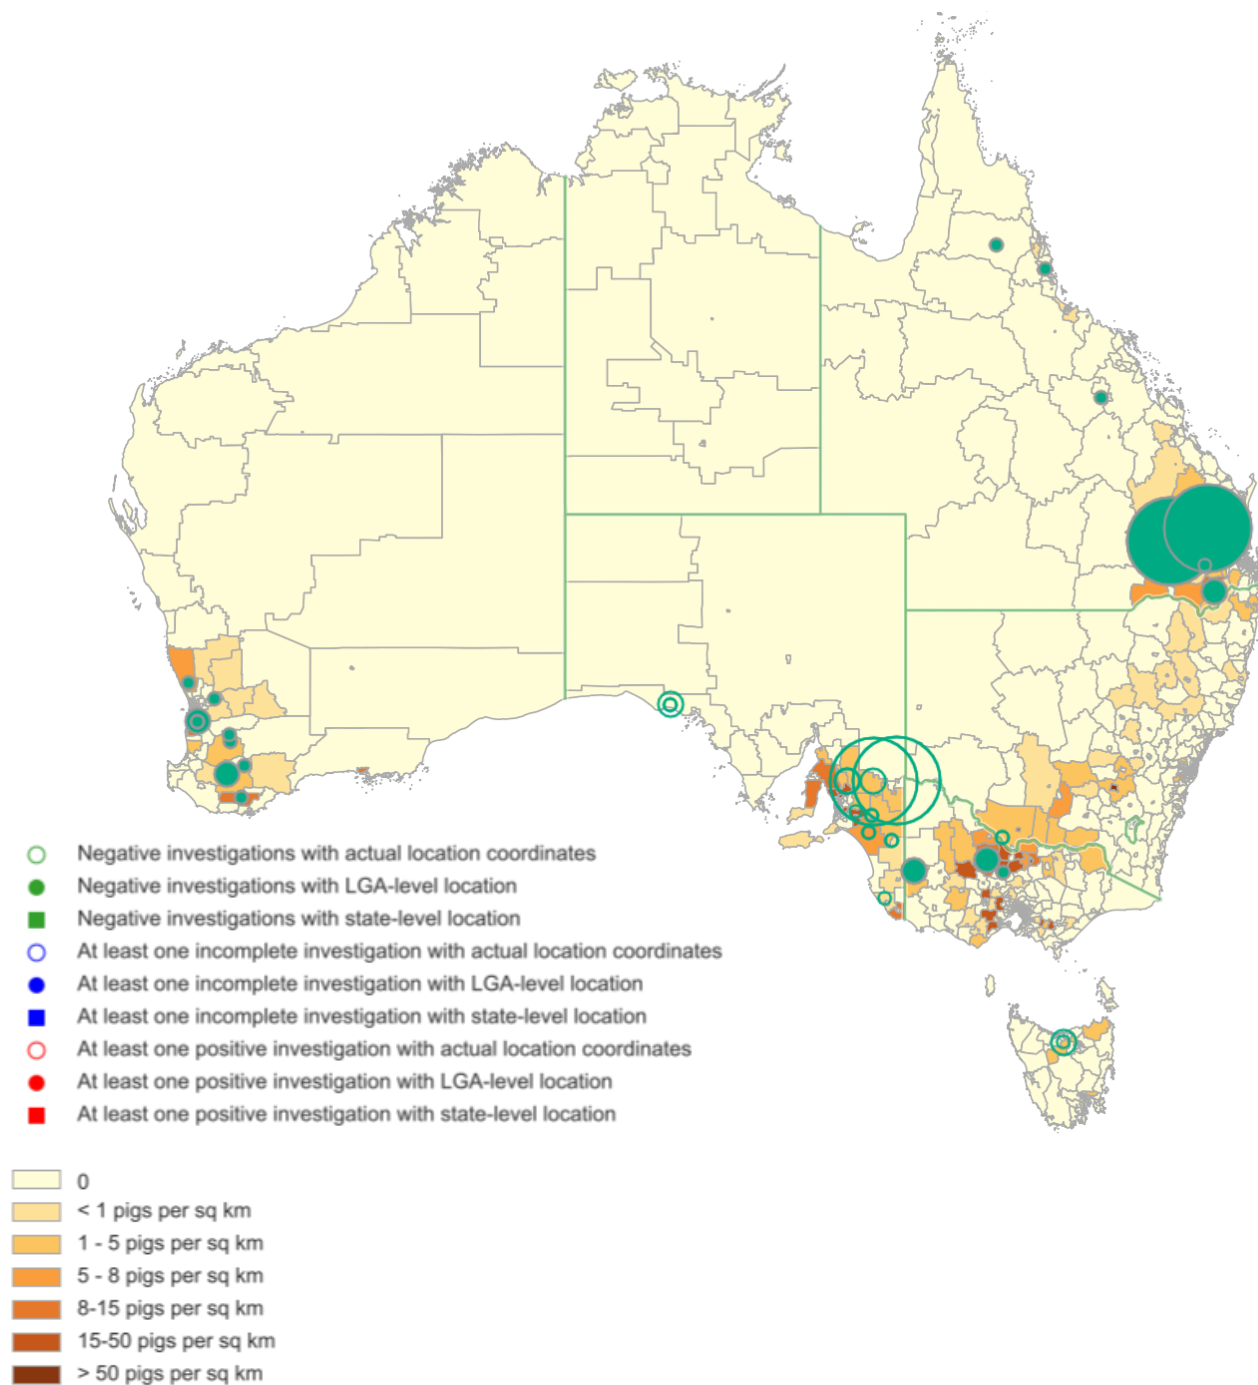 Negative investigations with actual location coordinates
Negative investigations with LGA-level location
Negative investigations with state-level location
At least one incomplete investigation with actual location coordinates
At least one incomplete investigation with LGA-level location
At least one incomplete investigation with state-level location
At least one positive investigation with actual location coordinates
At least one positive investigation with LGA-level location
At least one positive investigation with state-level location
0
< 1 pigs per sq km
1 - 5 pigs per sq km
5 - 8 pigs per sq km
8-15 pigs per sq km
15-50 pigs per sq km
> 50 pigs per sq km